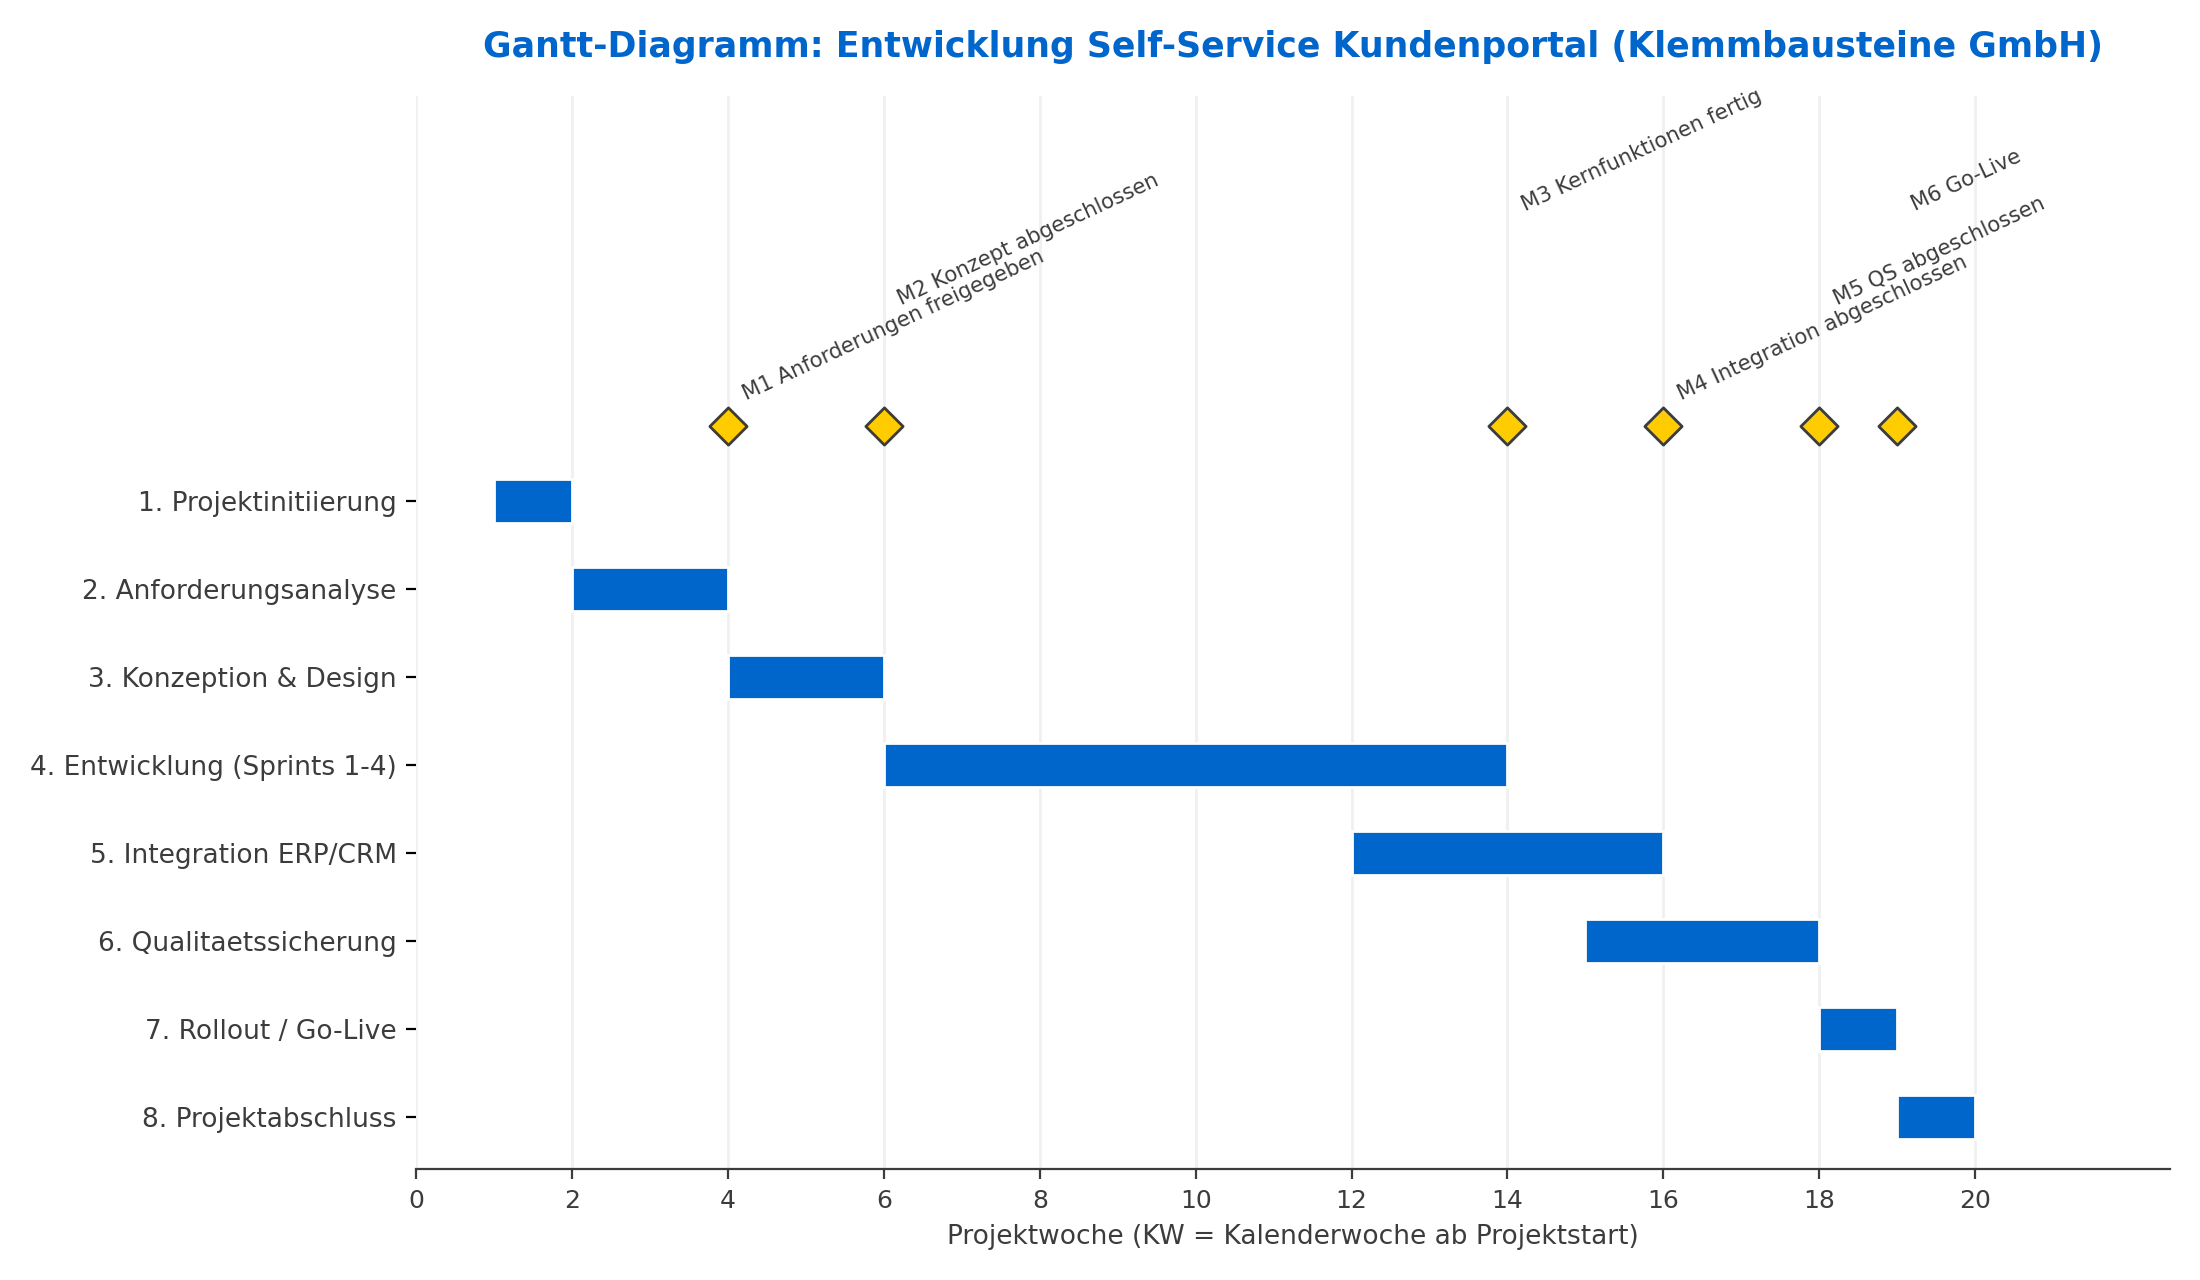 Gantt-Diagramm: Entwicklung Self-Service Kundenportal (Klemmbausteine GmbH)
M3 Kernfunktionen fertig
M6 Go-Live
M2 Konzept abgeschlossen
M5 QS abgeschlossen
M1 Anforderungen freigegeben
M4 Integration abgeschlossen
1. Projektinitiierung
2. Anforderungsanalyse
3. Konzeption & Design
4. Entwicklung (Sprints 1-4)
5. Integration ERP/CRM
6. Qualitaetssicherung
7. Rollout / Go-Live
8. Projektabschluss
0 2 4 6 8 10 12 14 16 18 20
Projektwoche (KW = Kalenderwoche ab Projektstart)